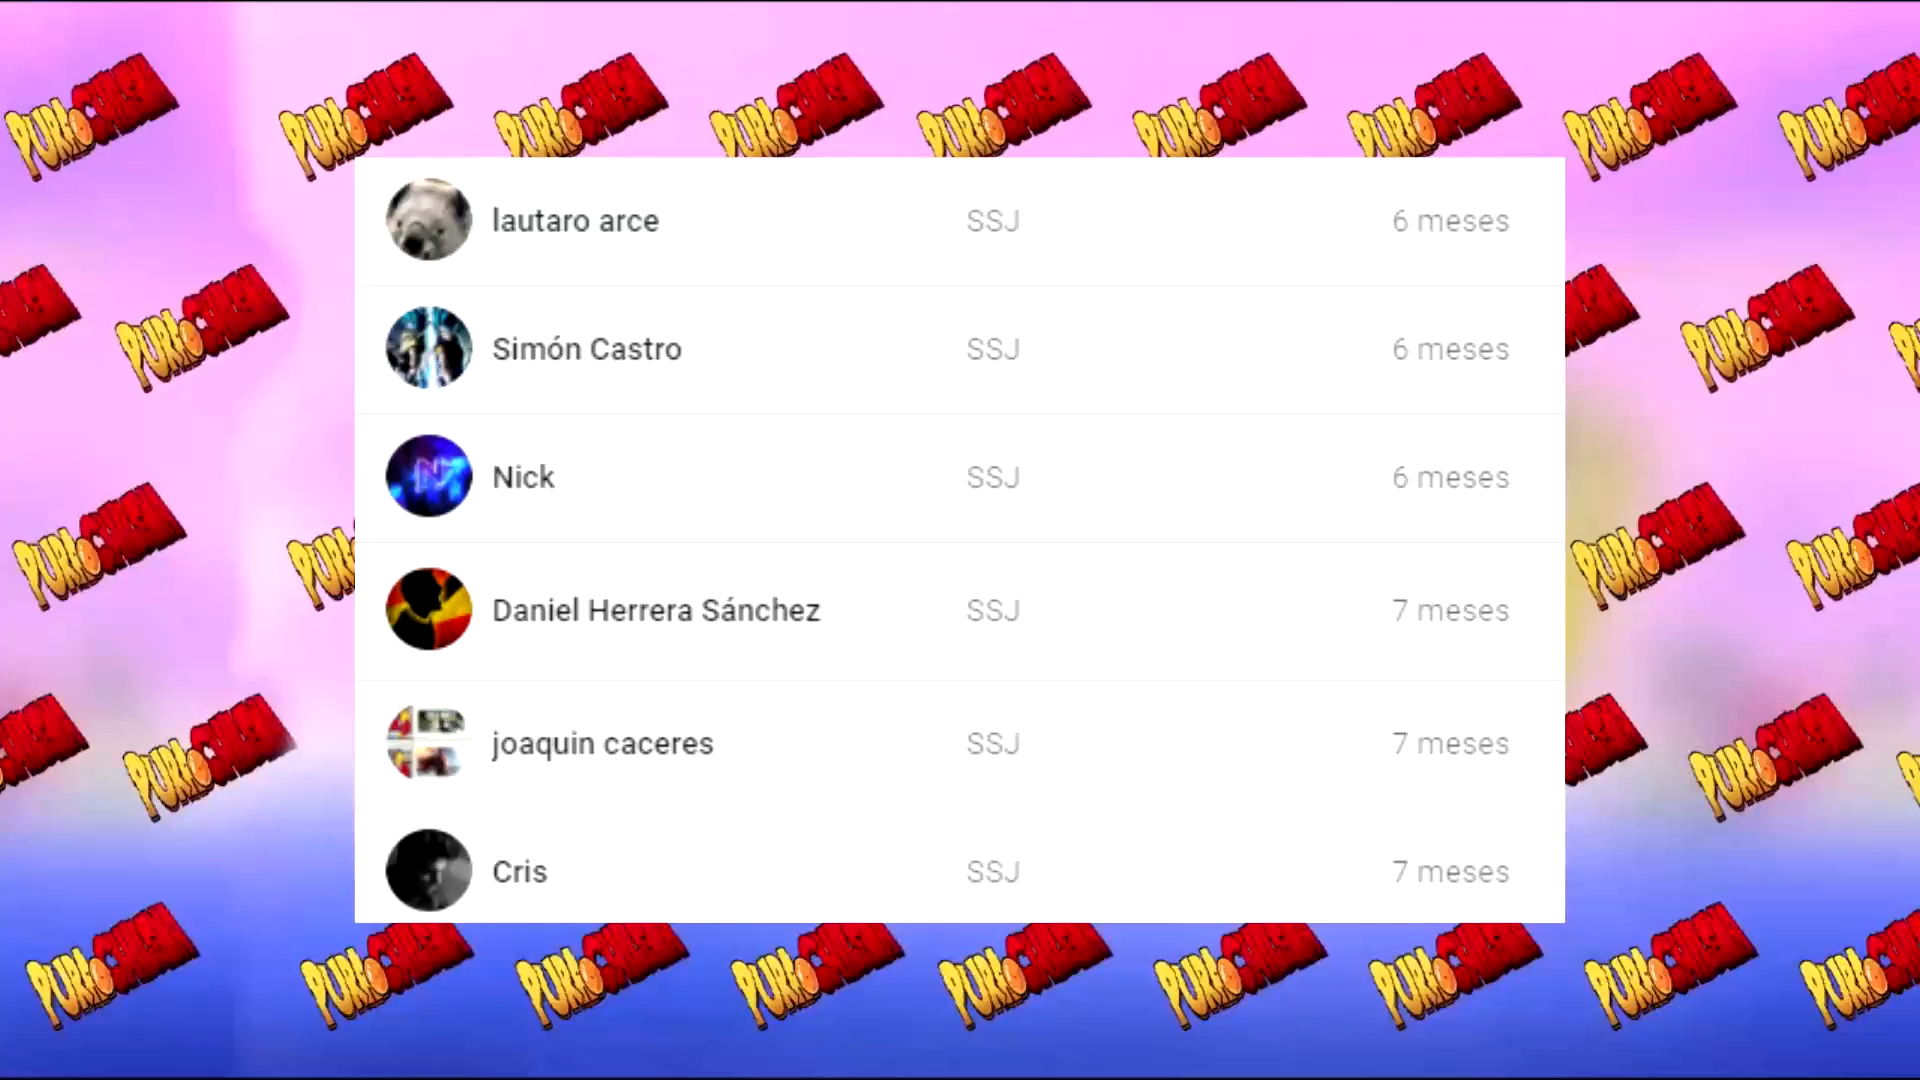 lautaro arce SSJ 6 meses
Simón Castro SSJ 6 meses
Nick SSJ 6 meses
Daniel Herrera Sánchez SSJ 7 meses
joaquin caceres SSJ 7 meses
Cris SSJ 7 meses